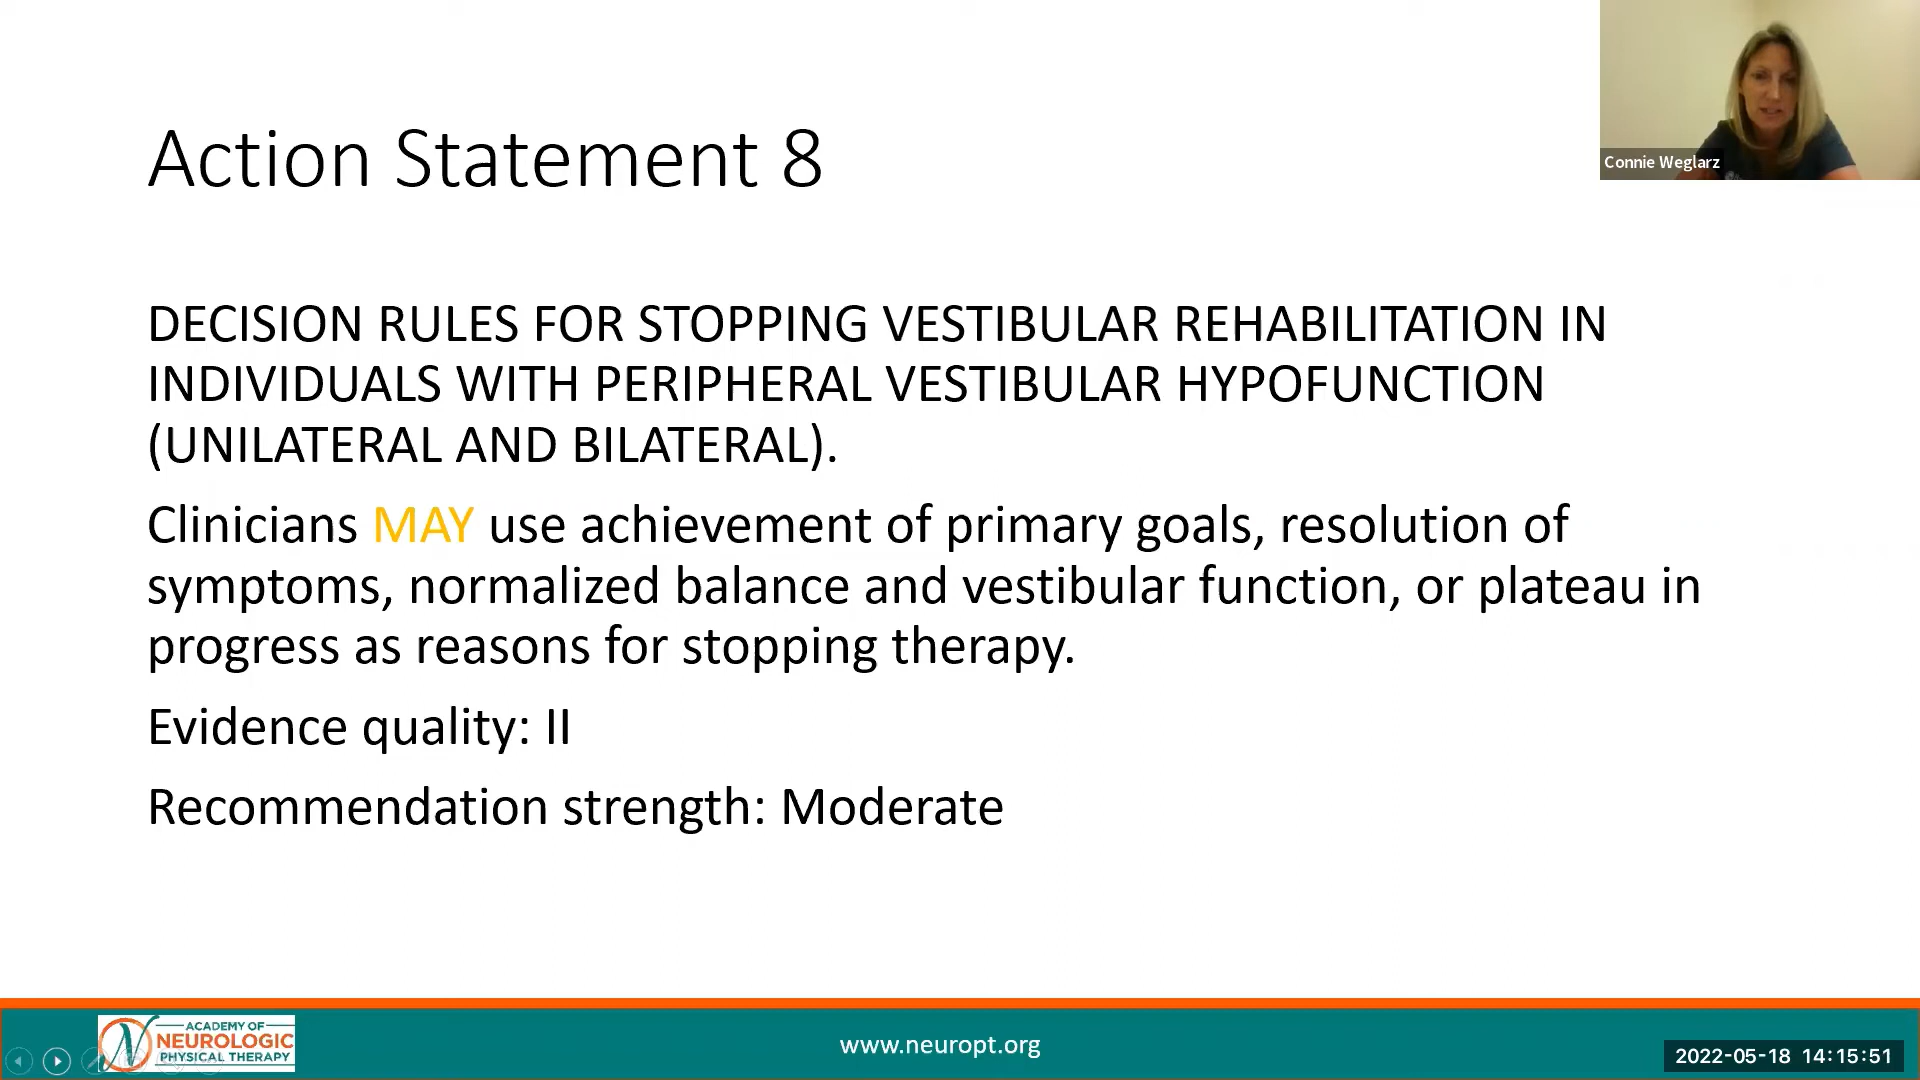 Action Statement 8
Connie Weglarz
DECISION RULES FOR STOPPING VESTIBULAR REHABILITATION IN
INDIVIDUALS WITH PERIPHERAL VESTIBULAR HYPOFUNCTION
(UNILATERAL AND BILATERAL).
Clinicians MAY use achievement of primary goals, resolution of
symptoms, normalized balance and vestibular function, or plateau in
progress as reasons for stopping therapy.
Evidence quality: II
Recommendation strength: Moderate
ACADEMY OF
NEUROLOGIC
PHYSICAL THERAPY
www.neuropt.org
2022-05-18 14:15:51